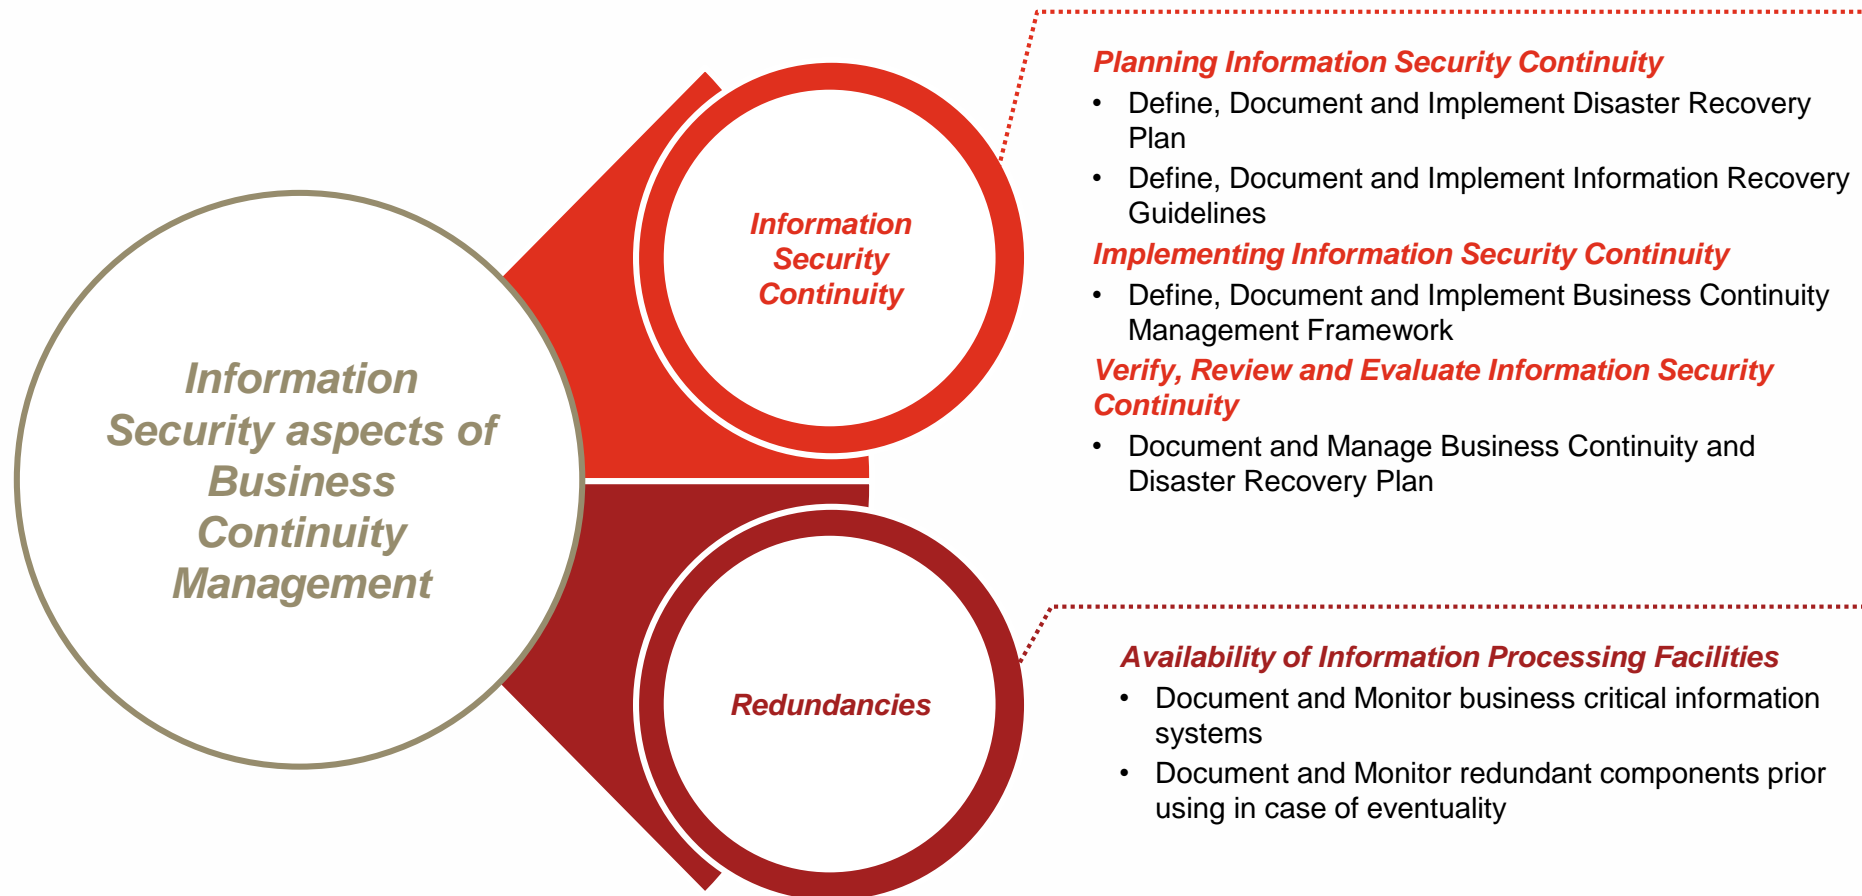 Information
Security aspects of
Business
Continuity
Management
Information
Security
Continuity
Planning Information Security Continuity
• Define, Document and Implement Disaster Recovery
Plan
• Define, Document and Implement Information Recovery
Guidelines
Implementing Information Security Continuity
• Define, Document and Implement Business Continuity
Management Framework
Verify, Review and Evaluate Information Security
Continuity
• Document and Manage Business Continuity and
Disaster Recovery Plan
Redundancies
Availability of Information Processing Facilities
• Document and Monitor business critical information
systems
• Document and Monitor redundant components prior
using in case of eventuality